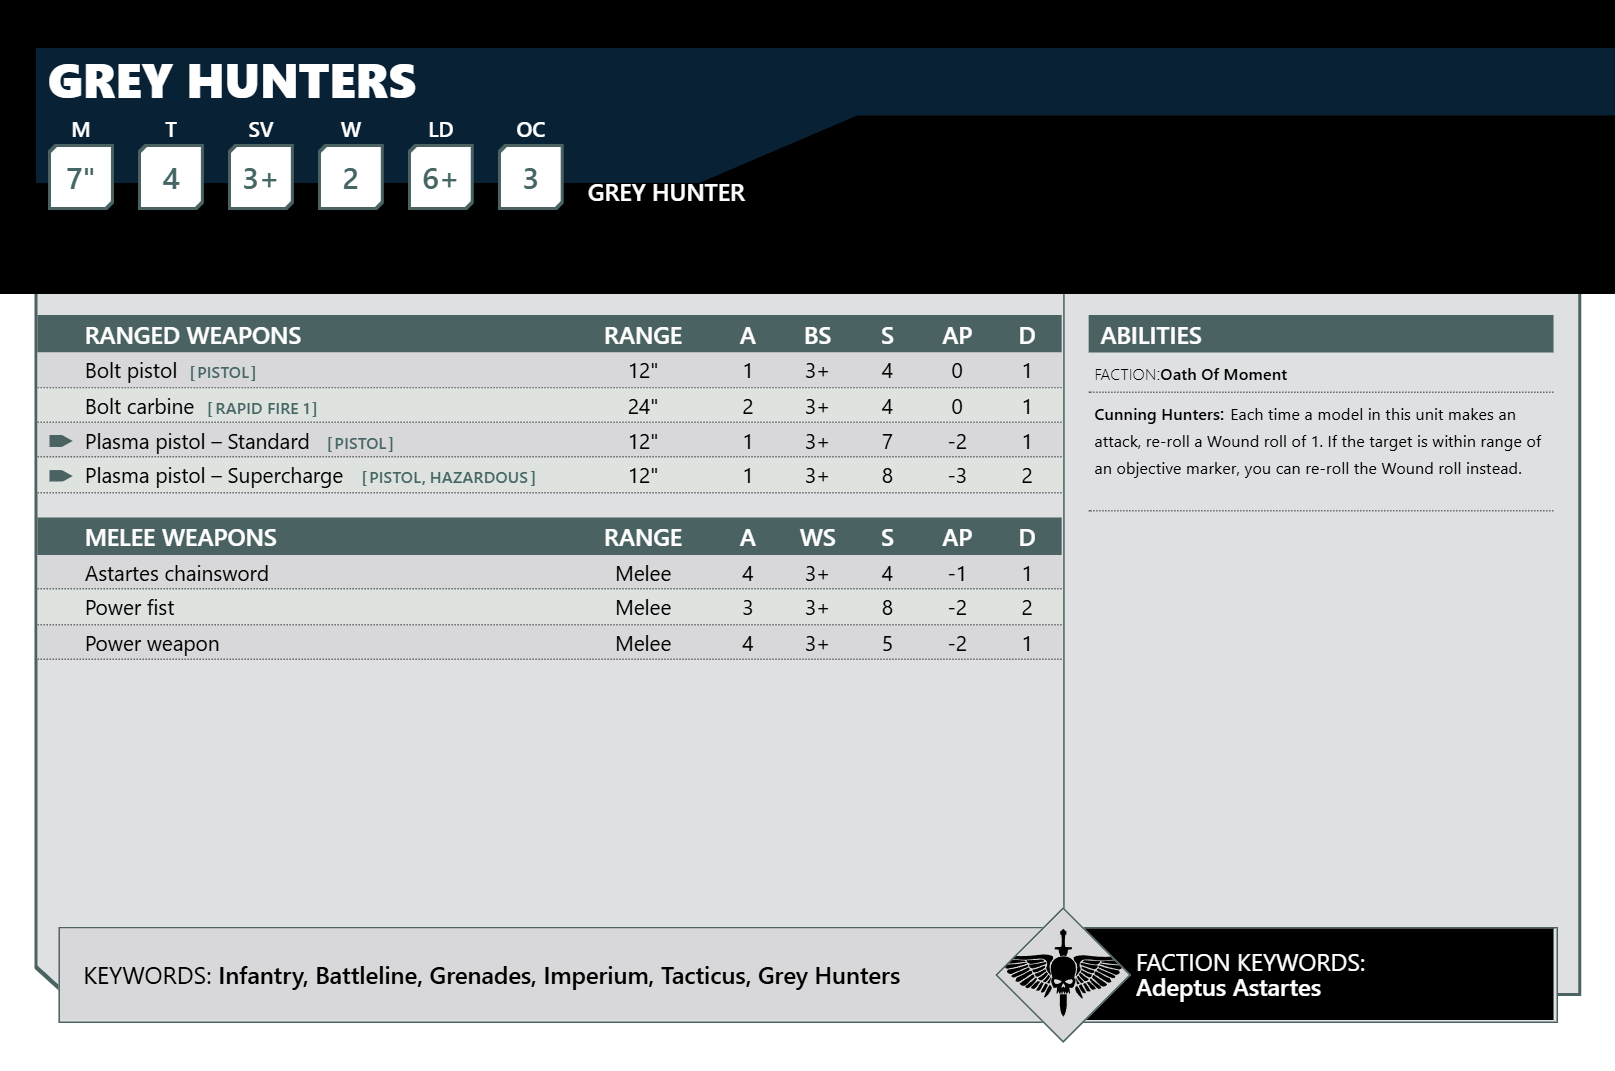 GREY HUNTERS
M T SV W LD OC
7" 4 3+ 2 6+ 3
GREY HUNTER
RANGED WEAPONS RANGE A BS S AP D
Bolt pistol [PISTOL] 12" 1 3+ 4 0 1
Bolt carbine [RAPID FIRE 1] 24" 2 3+ 4 0 1
Plasma pistol – Standard [PISTOL] 12" 1 3+ 7 -2 1
Plasma pistol – Supercharge [PISTOL, HAZARDOUS] 12" 1 3+ 8 -3 2
MELEE WEAPONS RANGE A WS S AP D
Astartes chainsword Melee 4 3+ 4 -1 1
Power fist Melee 3 3+ 8 -2 2
Power weapon Melee 4 3+ 5 -2 1
ABILITIES
FACTION:Oath Of Moment
Cunning Hunters: Each time a model in this unit makes an
attack, re-roll a Wound roll of 1. If the target is within range of
an objective marker, you can re-roll the Wound roll instead.
KEYWORDS: Infantry, Battleline, Grenades, Imperium, Tacticus, Grey Hunters
FACTION KEYWORDS:
Adeptus Astartes